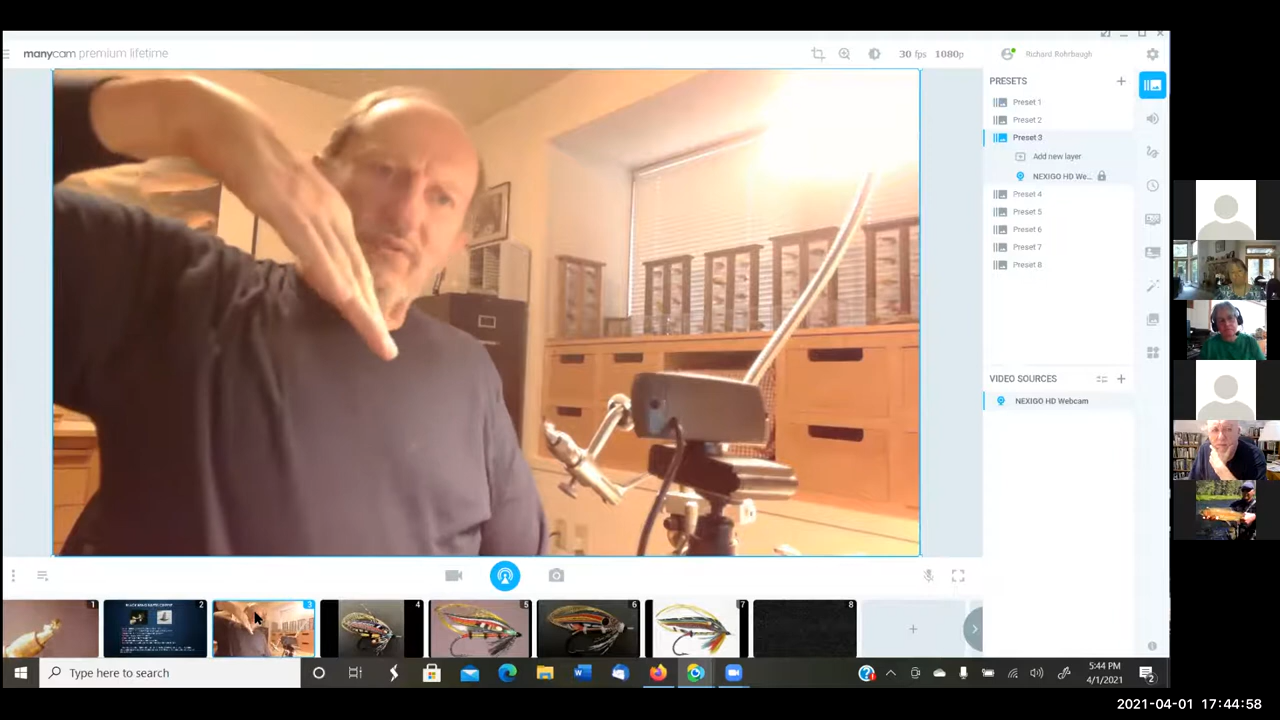 manycam premium lifetime
30 fps 1080p
Richard Rohrbaugh
PRESETS
Preset 1
Preset 2
Preset 3
Add new layer
NEXIGO HD We...
Preset 4
Preset 5
Preset 6
Preset 7
Preset 8
VIDEO SOURCES
NEXIGO HD Webcam
1
2
3
4
5
6
7
8
Type here to search
5:44 PM
4/1/2021
2
2021-04-01 17:44:58